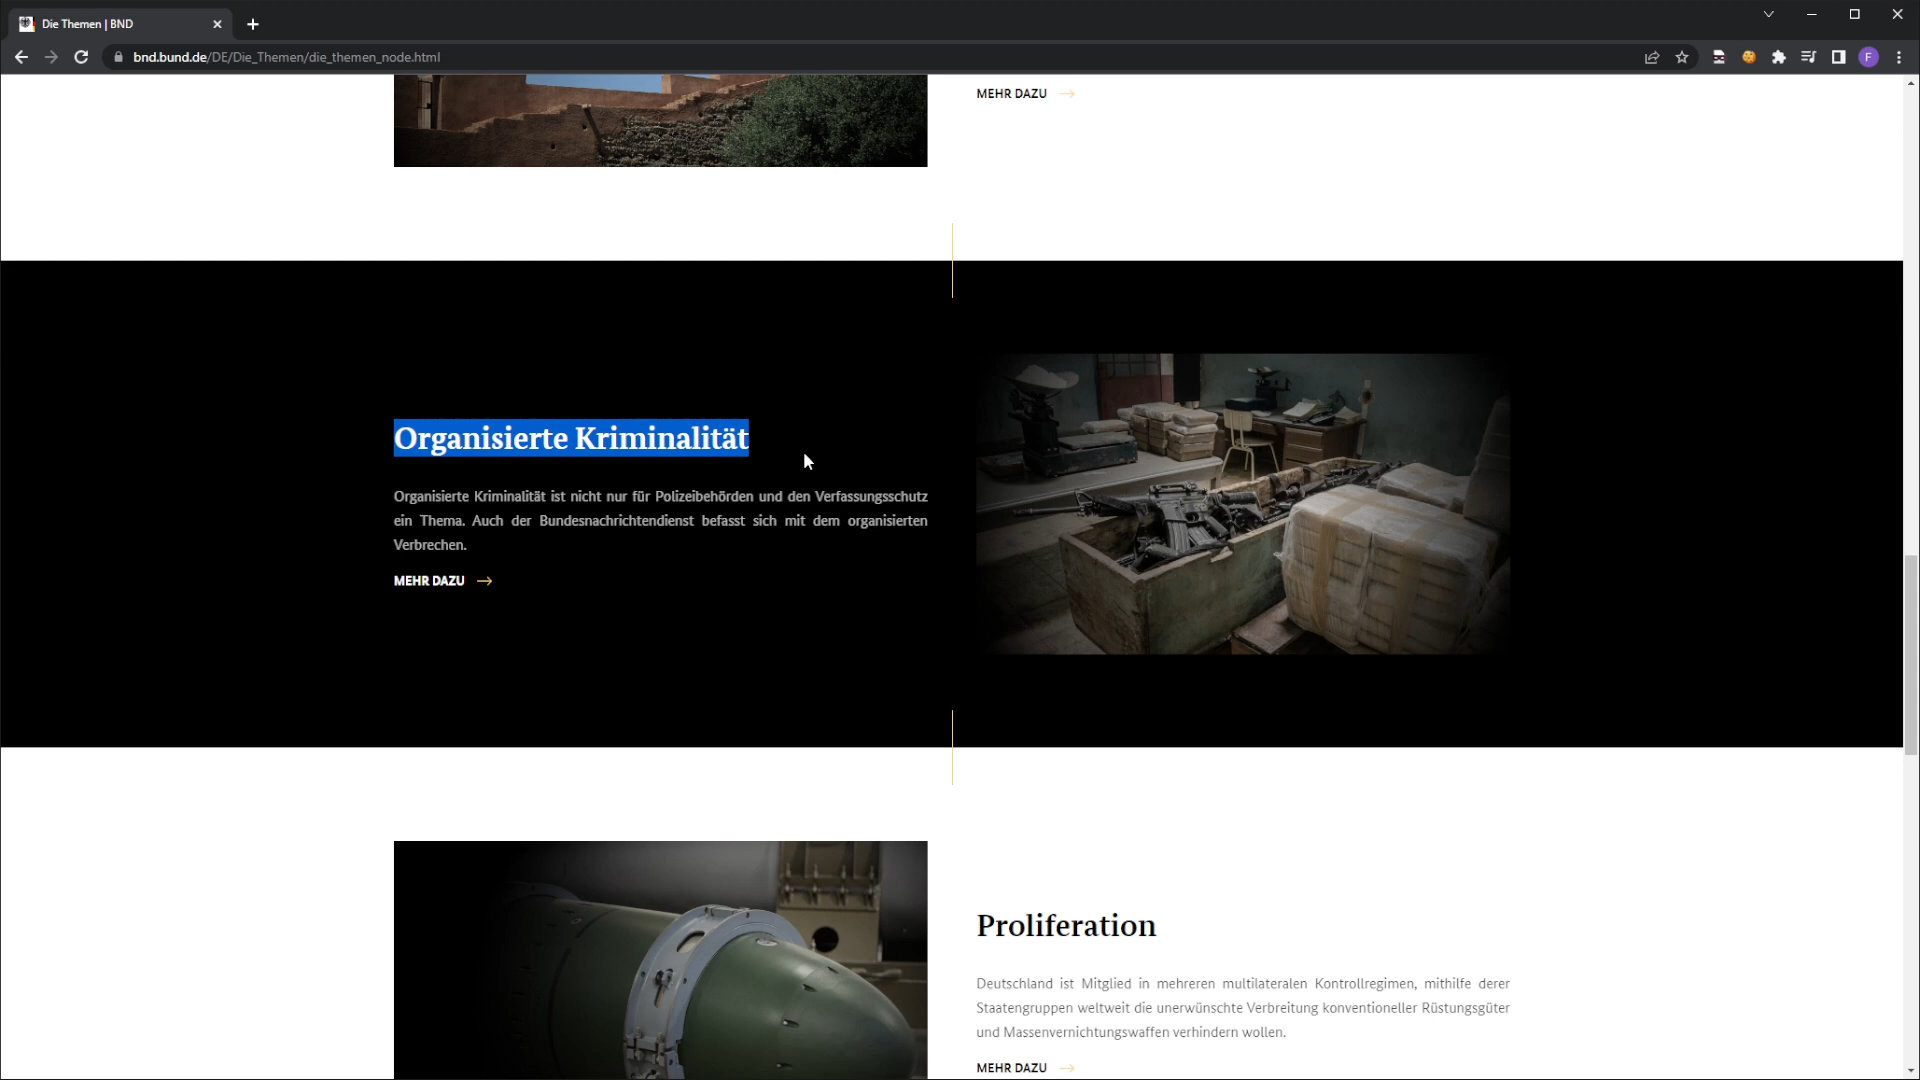 Die Themen | BND
bnd.bund.de/DE/Die_Themen/die_themen_node.html
F
MEHR DAZU
Organisierte Kriminalität
Organisierte Kriminalität ist nicht nur für Polizeibehörden und den Verfassungsschutz
ein Thema. Auch der Bundesnachrichtendienst befasst sich mit dem organisierten
Verbrechen.
MEHR DAZU
Proliferation
Deutschland ist Mitglied in mehreren multilateralen Kontrollregimen, mithilfe derer
Staatengruppen weltweit die unerwünschte Verbreitung konventioneller Rüstungsgüter
und Massenvernichtungswaffen verhindern wollen.
MEHR DAZU